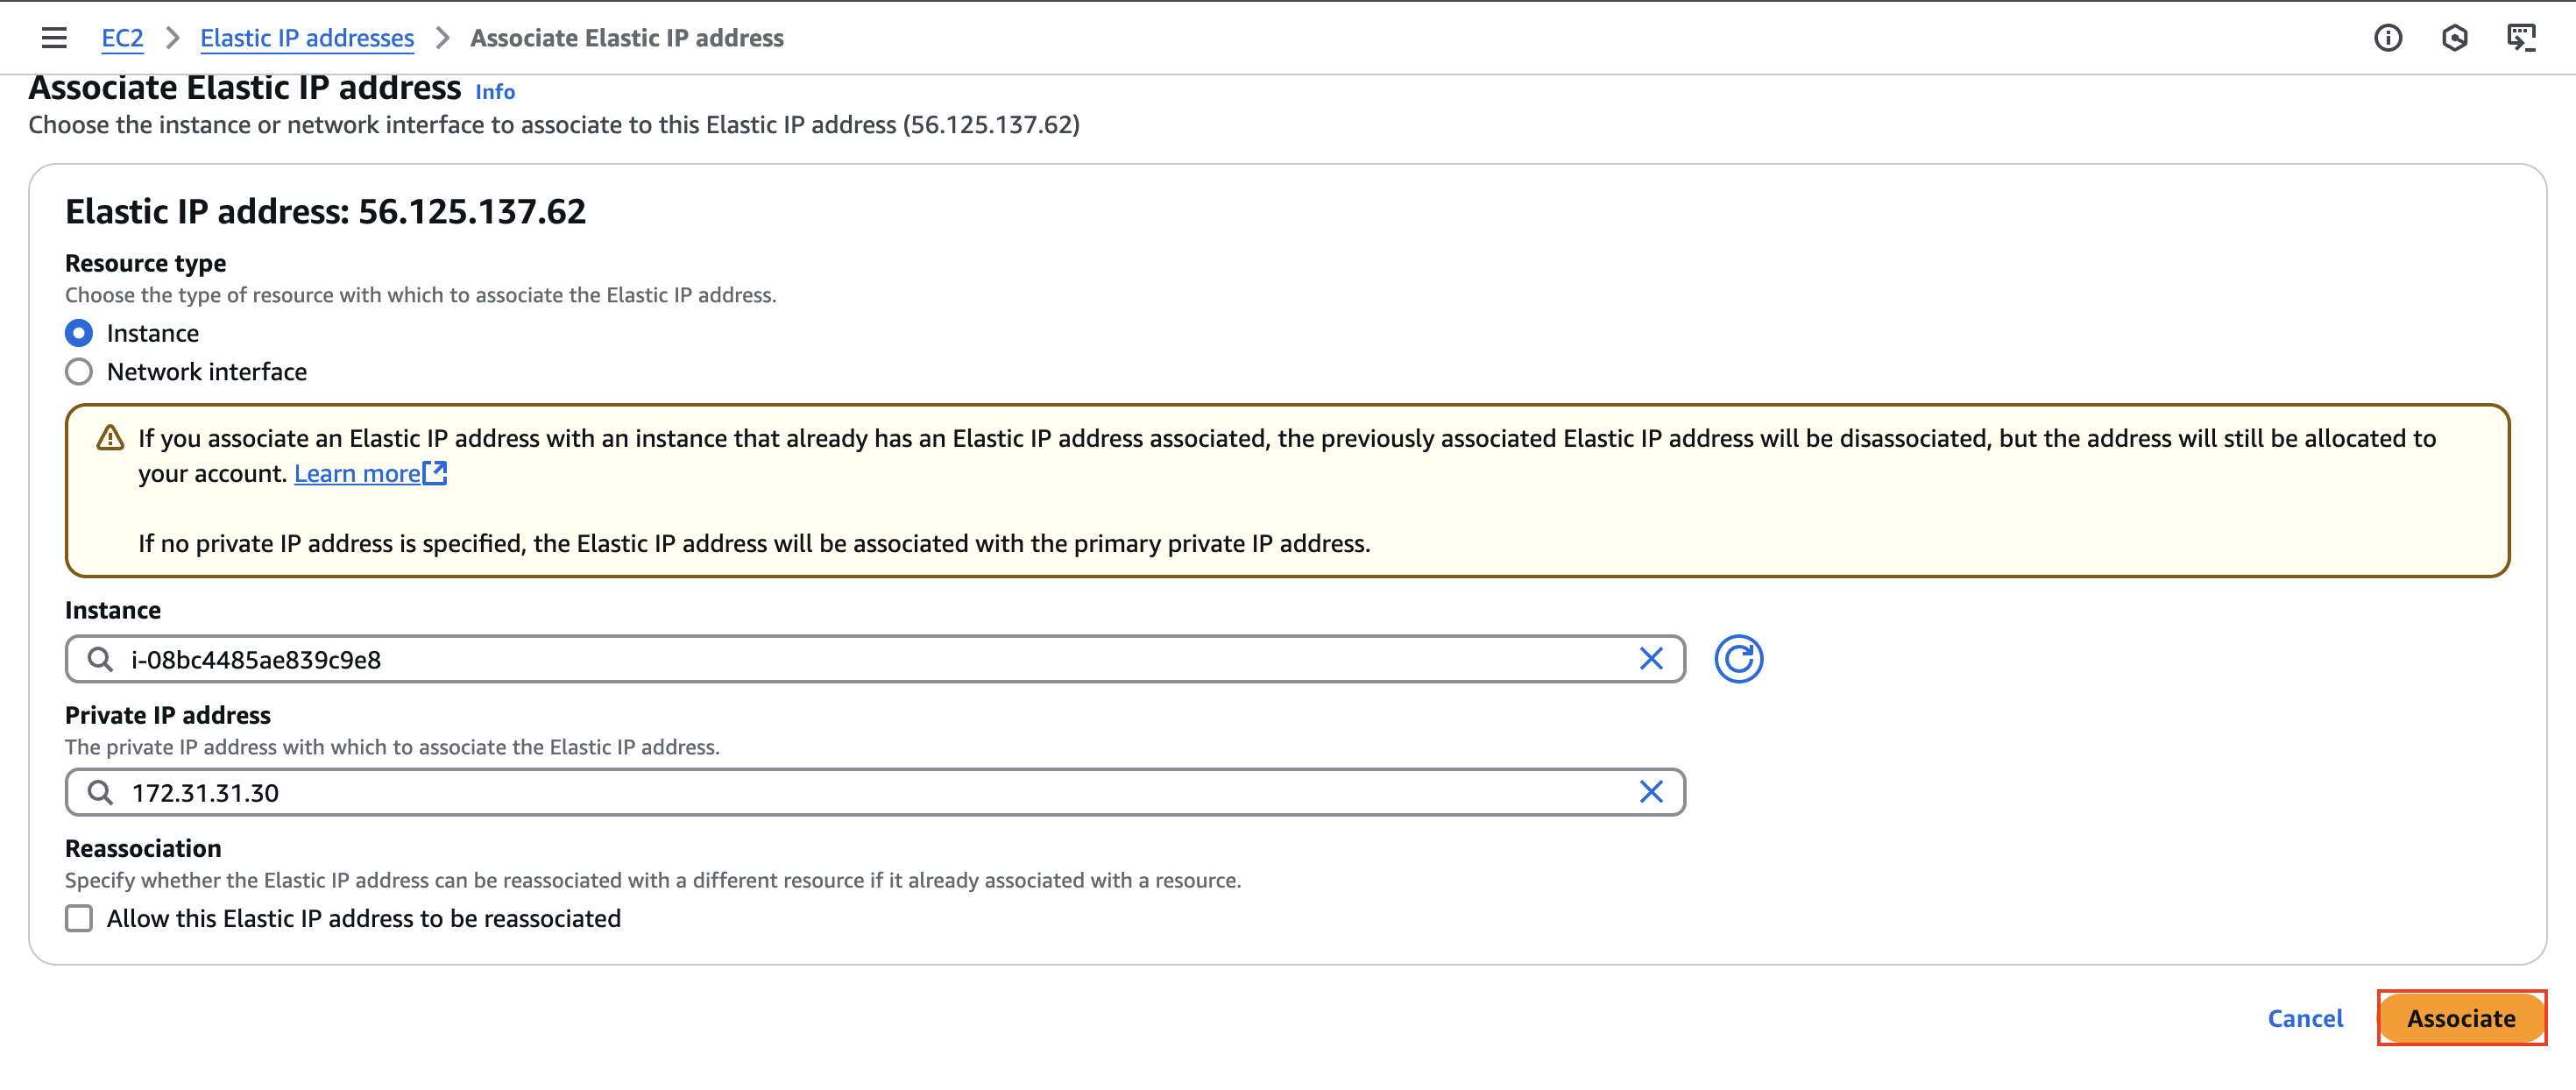 EC2 > Elastic IP addresses > Associate Elastic IP address
Associate Elastic IP address Info
Choose the instance or network interface to associate to this Elastic IP address (56.125.137.62)
Elastic IP address: 56.125.137.62
Resource type
Choose the type of resource with which to associate the Elastic IP address.
Instance
Network interface
If you associate an Elastic IP address with an instance that already has an Elastic IP address associated, the previously associated Elastic IP address will be disassociated, but the address will still be allocated to
your account. Learn more
If no private IP address is specified, the Elastic IP address will be associated with the primary private IP address.
Instance
i-08bc4485ae839c9e8
Private IP address
The private IP address with which to associate the Elastic IP address.
172.31.31.30
Reassociation
Specify whether the Elastic IP address can be reassociated with a different resource if it already associated with a resource.
Allow this Elastic IP address to be reassociated
Cancel Associate